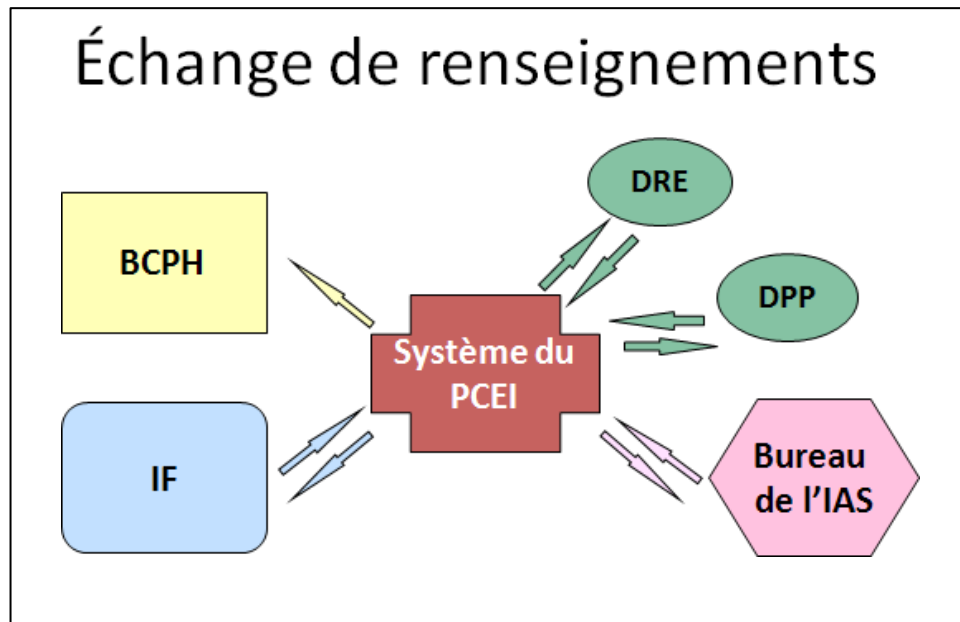 Échange de renseignements
DRE
BCPH
DPP
Système du
PCEI
IF
Bureau
de l’IAS